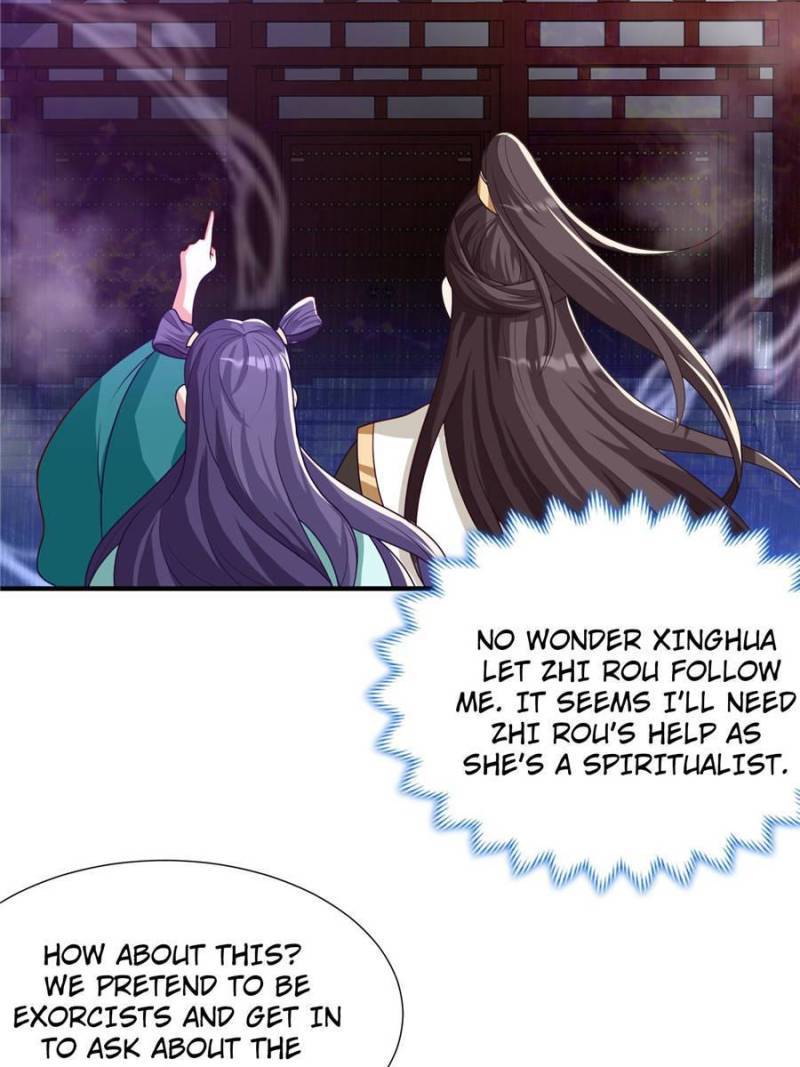 NO WONDER XINGHUA
LET ZHI ROU FOLLOW
ME. IT SEEMS I'LL NEED
ZHI ROU'S HELP AS
SHE'S A SPIRITUALIST.
HOW ABOUT THIS?
WE PRETEND TO BE
EXORCISTS AND GET IN
TO ASK ABOUT THE